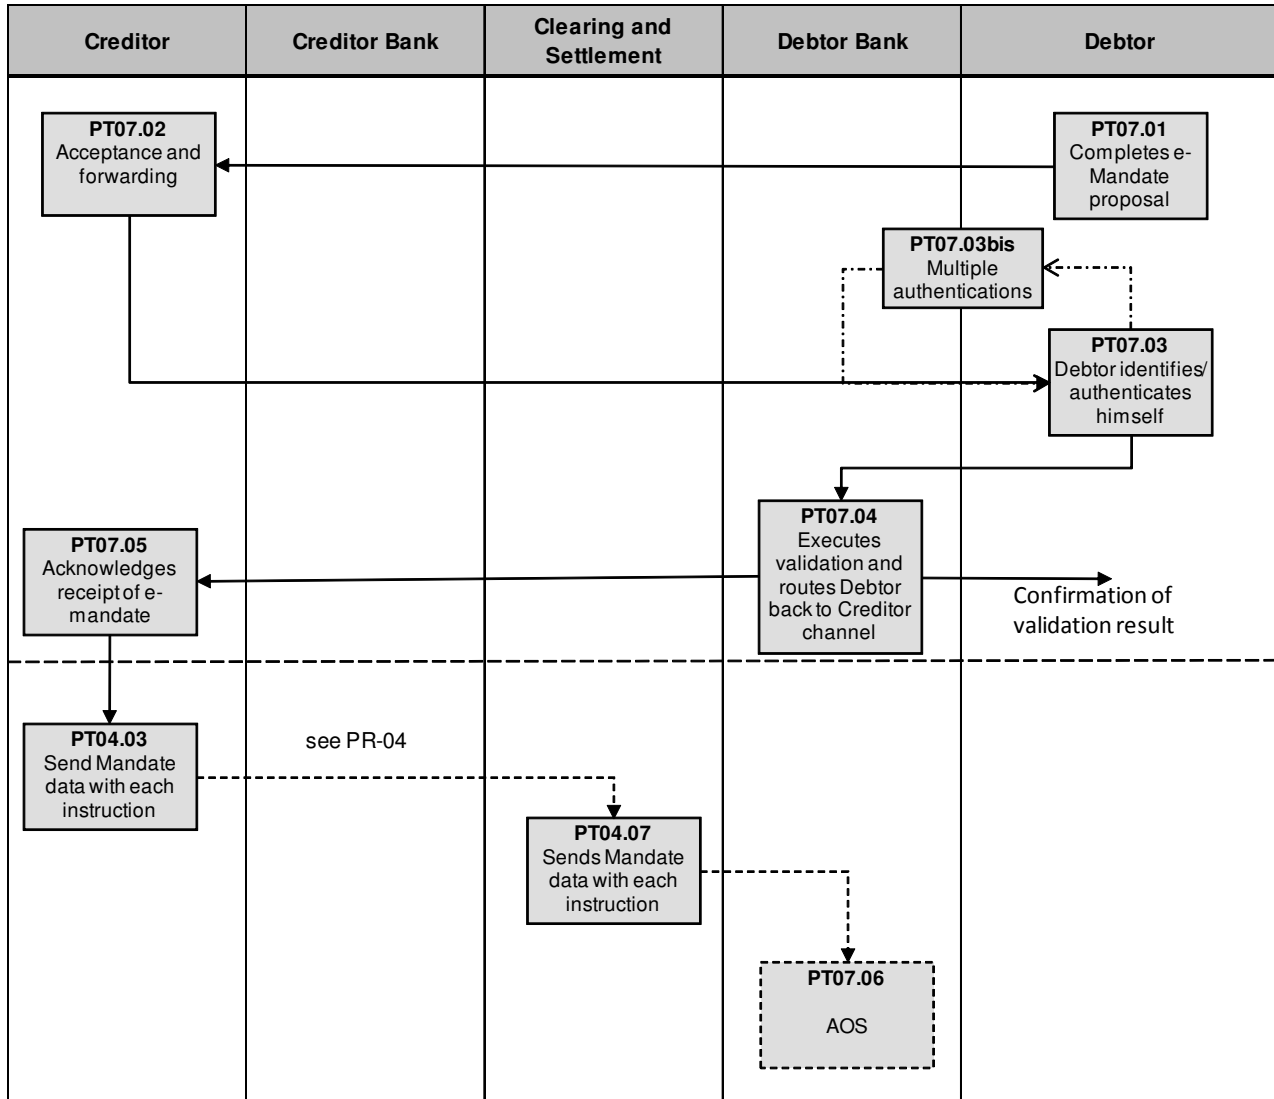 Creditor
Creditor Bank
Clearing and
Settlement
Debtor Bank
Debtor
PT07.02
Acceptance and
forwarding
PT07.01
Completes e-
Mandate
proposal
PT07.03bis
Multiple
authentications
PT07.03
Debtor identifies/
authenticates
himself
PT07.04
Executes
validation and
routes Debtor
back to Creditor
channel
PT07.05
Acknowledges
receipt of e-
mandate
Confirmation of
validation result
PT04.03
Send Mandate
data with each
instruction
see PR-04
PT04.07
Sends Mandate
data with each
instruction
PT07.06
AOS